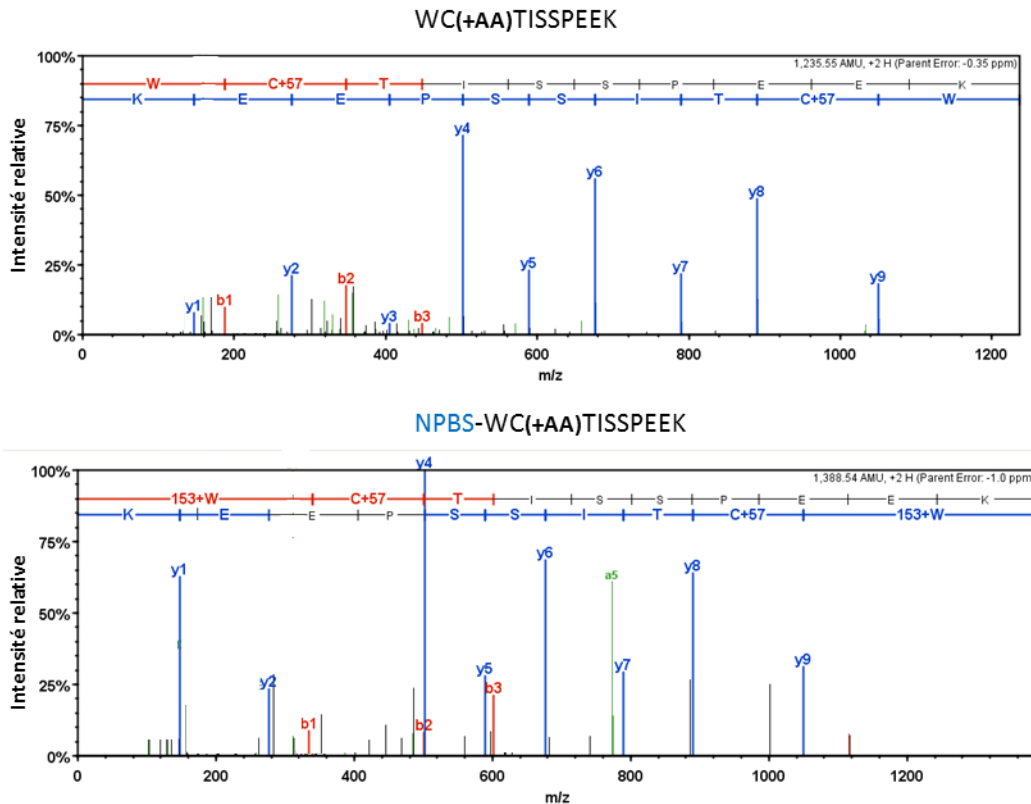 WC(+AA)TISSPEEK
1,235.55 AMU, +2 H (Parent Error: -0.35 ppm)
W C+57 T I S S P E E K
K E E P S S I T C+57 W
75%
50%
25%
0%
Intensité relative
y1 b1 y2 b2 y3 b3 y4 y5 y6 y7 y8 y9
0 200 400 600 800 1000 1200
m/z
NPBS-WC(+AA)TISSPEEK
100%
75%
50%
25%
0%
Intensité relative
1,388.54 AMU, +2 H (Parent Error: -1.0 ppm
153+W C+57 T I S S P E E K
K E E P S S I T C+57 153+W
y1 y2 b1 b2 y4 y5 b3 y6 a5 y7 y8 y9
0 200 400 600 800 1000 1200
m/z